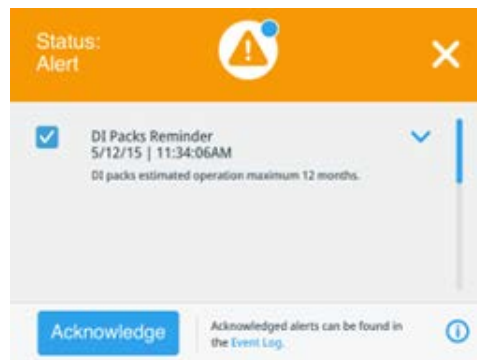 Status:
Alert
DI Packs Reminder
5/12/15 | 11:34:06AM
DI packs estimated operation maximum 12 months.
Acknowledge
Acknowledged alerts can be found in
the Event Log.